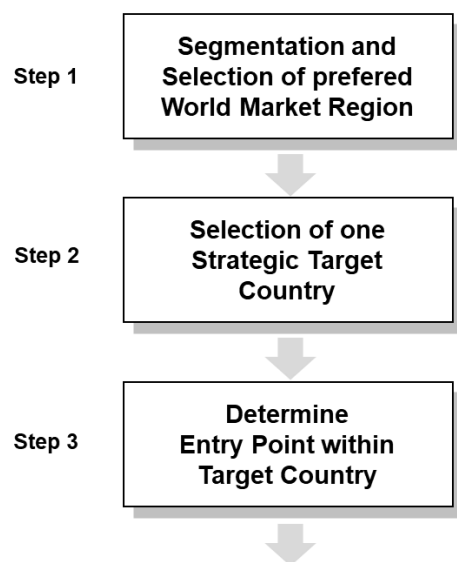 Step 1
Segmentation and
Selection of prefered
World Market Region
Step 2
Selection of one
Strategic Target
Country
Step 3
Determine
Entry Point within
Target Country